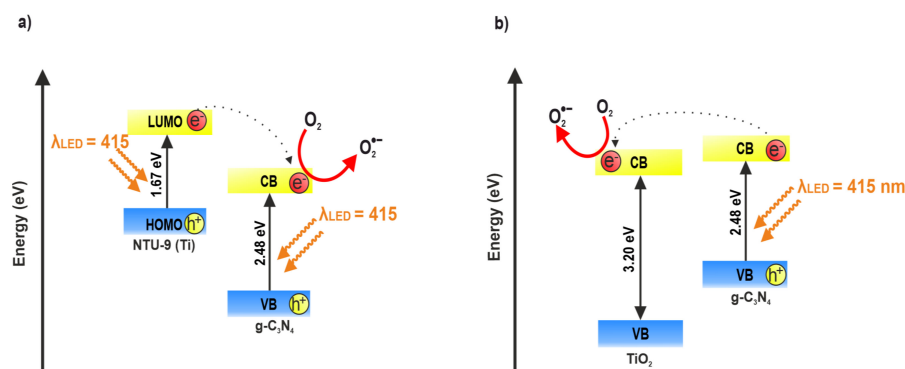 a)
Energy (eV)
LUMO e⁻
λLED = 415
1.67 eV
HOMO h⁺
NTU-9 (Ti)
O₂
O₂•−
CB e⁻
λLED = 415
2.48 eV
VB h⁺
g-C₃N₄
b)
Energy (eV)
O₂•−
O₂
e⁻ CB
3.20 eV
VB
TiO₂
CB e⁻
λLED = 415 nm
2.48 eV
VB h⁺
g-C₃N₄